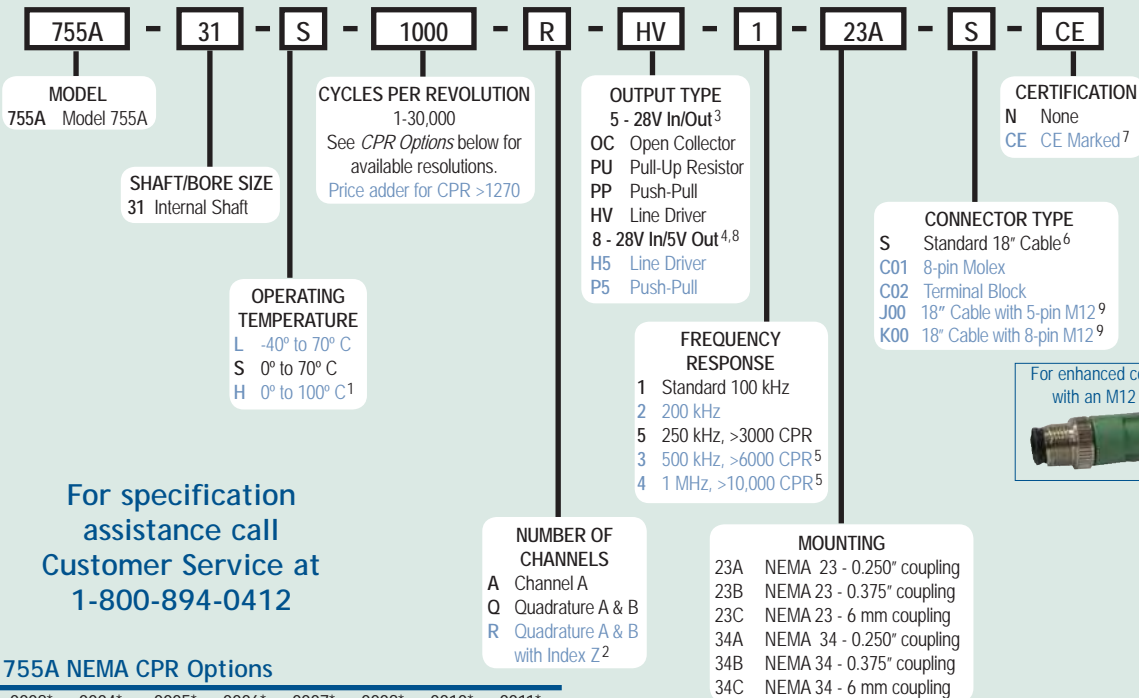 755A - 31 - S - 1000 - R - HV - 1 - 23A - S - CE
MODEL
755A Model 755A
SHAFT/BORE SIZE
31 Internal Shaft
OPERATING
TEMPERATURE
L -40º to 70º C
S 0º to 70º C
H 0º to 100º C1
CYCLES PER REVOLUTION
1-30,000
See CPR Options below for
available resolutions.
Price adder for CPR >1270
NUMBER OF
CHANNELS
A Channel A
Q Quadrature A & B
R Quadrature A & B
with Index Z2
OUTPUT TYPE
5 - 28V In/Out3
OC Open Collector
PU Pull-Up Resistor
PP Push-Pull
HV Line Driver
8 - 28V In/5V Out4,8
H5 Line Driver
P5 Push-Pull
FREQUENCY
RESPONSE
1 Standard 100 kHz
2 200 kHz
5 250 kHz, >3000 CPR
3 500 kHz, >6000 CPR5
4 1 MHz, >10,000 CPR5
MOUNTING
23A NEMA 23 - 0.250″ coupling
23B NEMA 23 - 0.375″ coupling
23C NEMA 23 - 6 mm coupling
34A NEMA 34 - 0.250″ coupling
34B NEMA 34 - 0.375″ coupling
34C NEMA 34 - 6 mm coupling
CONNECTOR TYPE
S Standard 18″ Cable6
C01 8-pin Molex
C02 Terminal Block
J00 18″ Cable with 5-pin M12 9
K00 18″ Cable with 8-pin M12 9
CERTIFICATION
N None
CE CE Marked7
For enhanced
with an M12
For specification
assistance call
Customer Service at
1-800-894-0412
755A NEMA CPR Options